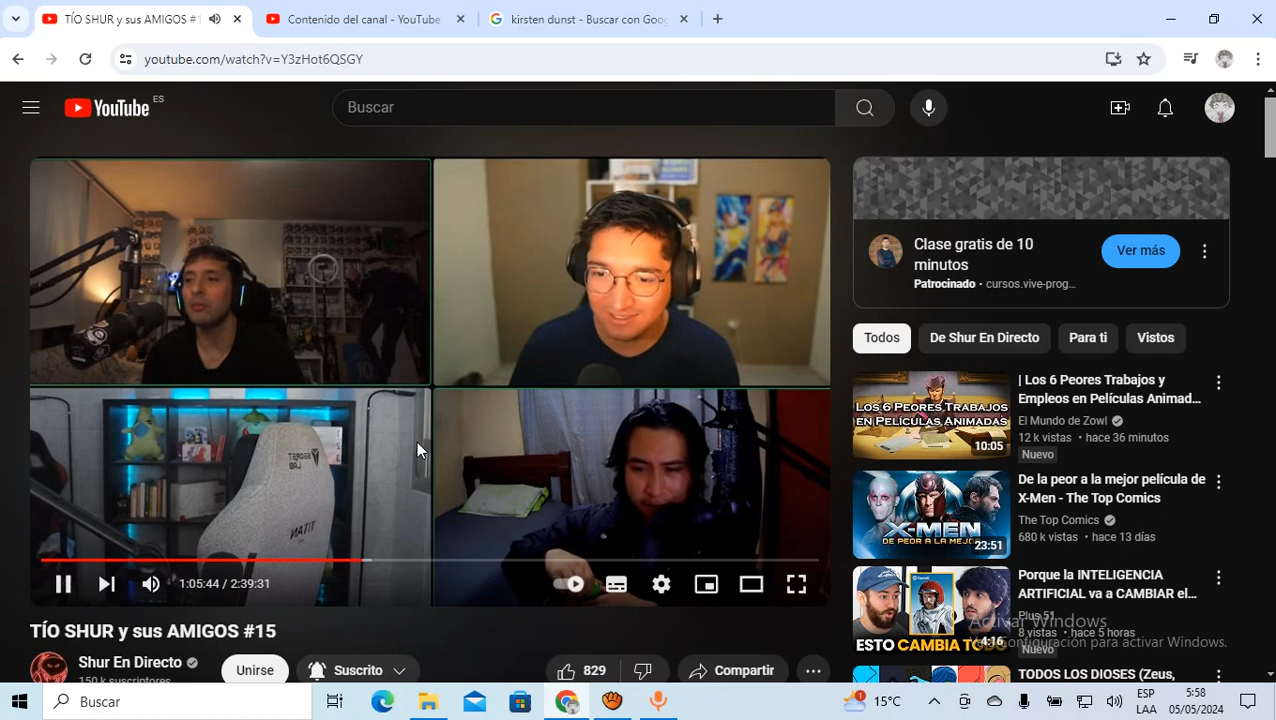 TÍO SHUR y sus AMIGOS #1
Contenido del canal - YouTube
kirsten dunst - Buscar con Goog
youtube.com/watch?v=Y3zHot6QSGY
YouTube ES
Buscar
SECRET
LAB
TITAN
1:05:44 / 2:39:31
TÍO SHUR y sus AMIGOS #15
Shur En Directo
150 k suscriptores
Unirse
Suscrito
829
Compartir
Clase gratis de 10
minutos
Patrocinado • cursos.vive-prog...
Ver más
Todos
De Shur En Directo
Para ti
Vistos
LOS 6 PEORES TRABAJOS
EN PELÍCULAS ANIMADAS
10:05
| Los 6 Peores Trabajos y
Empleos en Películas Animad...
El Mundo de Zowl
12 k vistas • hace 36 minutos
Nuevo
X-MEN
DE PEOR A LA MEJOR
23:51
De la peor a la mejor película de
X-Men - The Top Comics
The Top Comics
680 k vistas • hace 13 días
ESTO CAMBIA TODO
4:16
Porque la INTELIGENCIA
ARTIFICIAL va a CAMBIAR el...
Plus 51
8 vistas • hace 5 horas
Nuevo
Activar Windows
Ve a Configuración para activar Windows.
TODOS LOS DIOSES (Zeus,
Buscar
1
15°C
ESP
LAA
5:58
05/05/2024